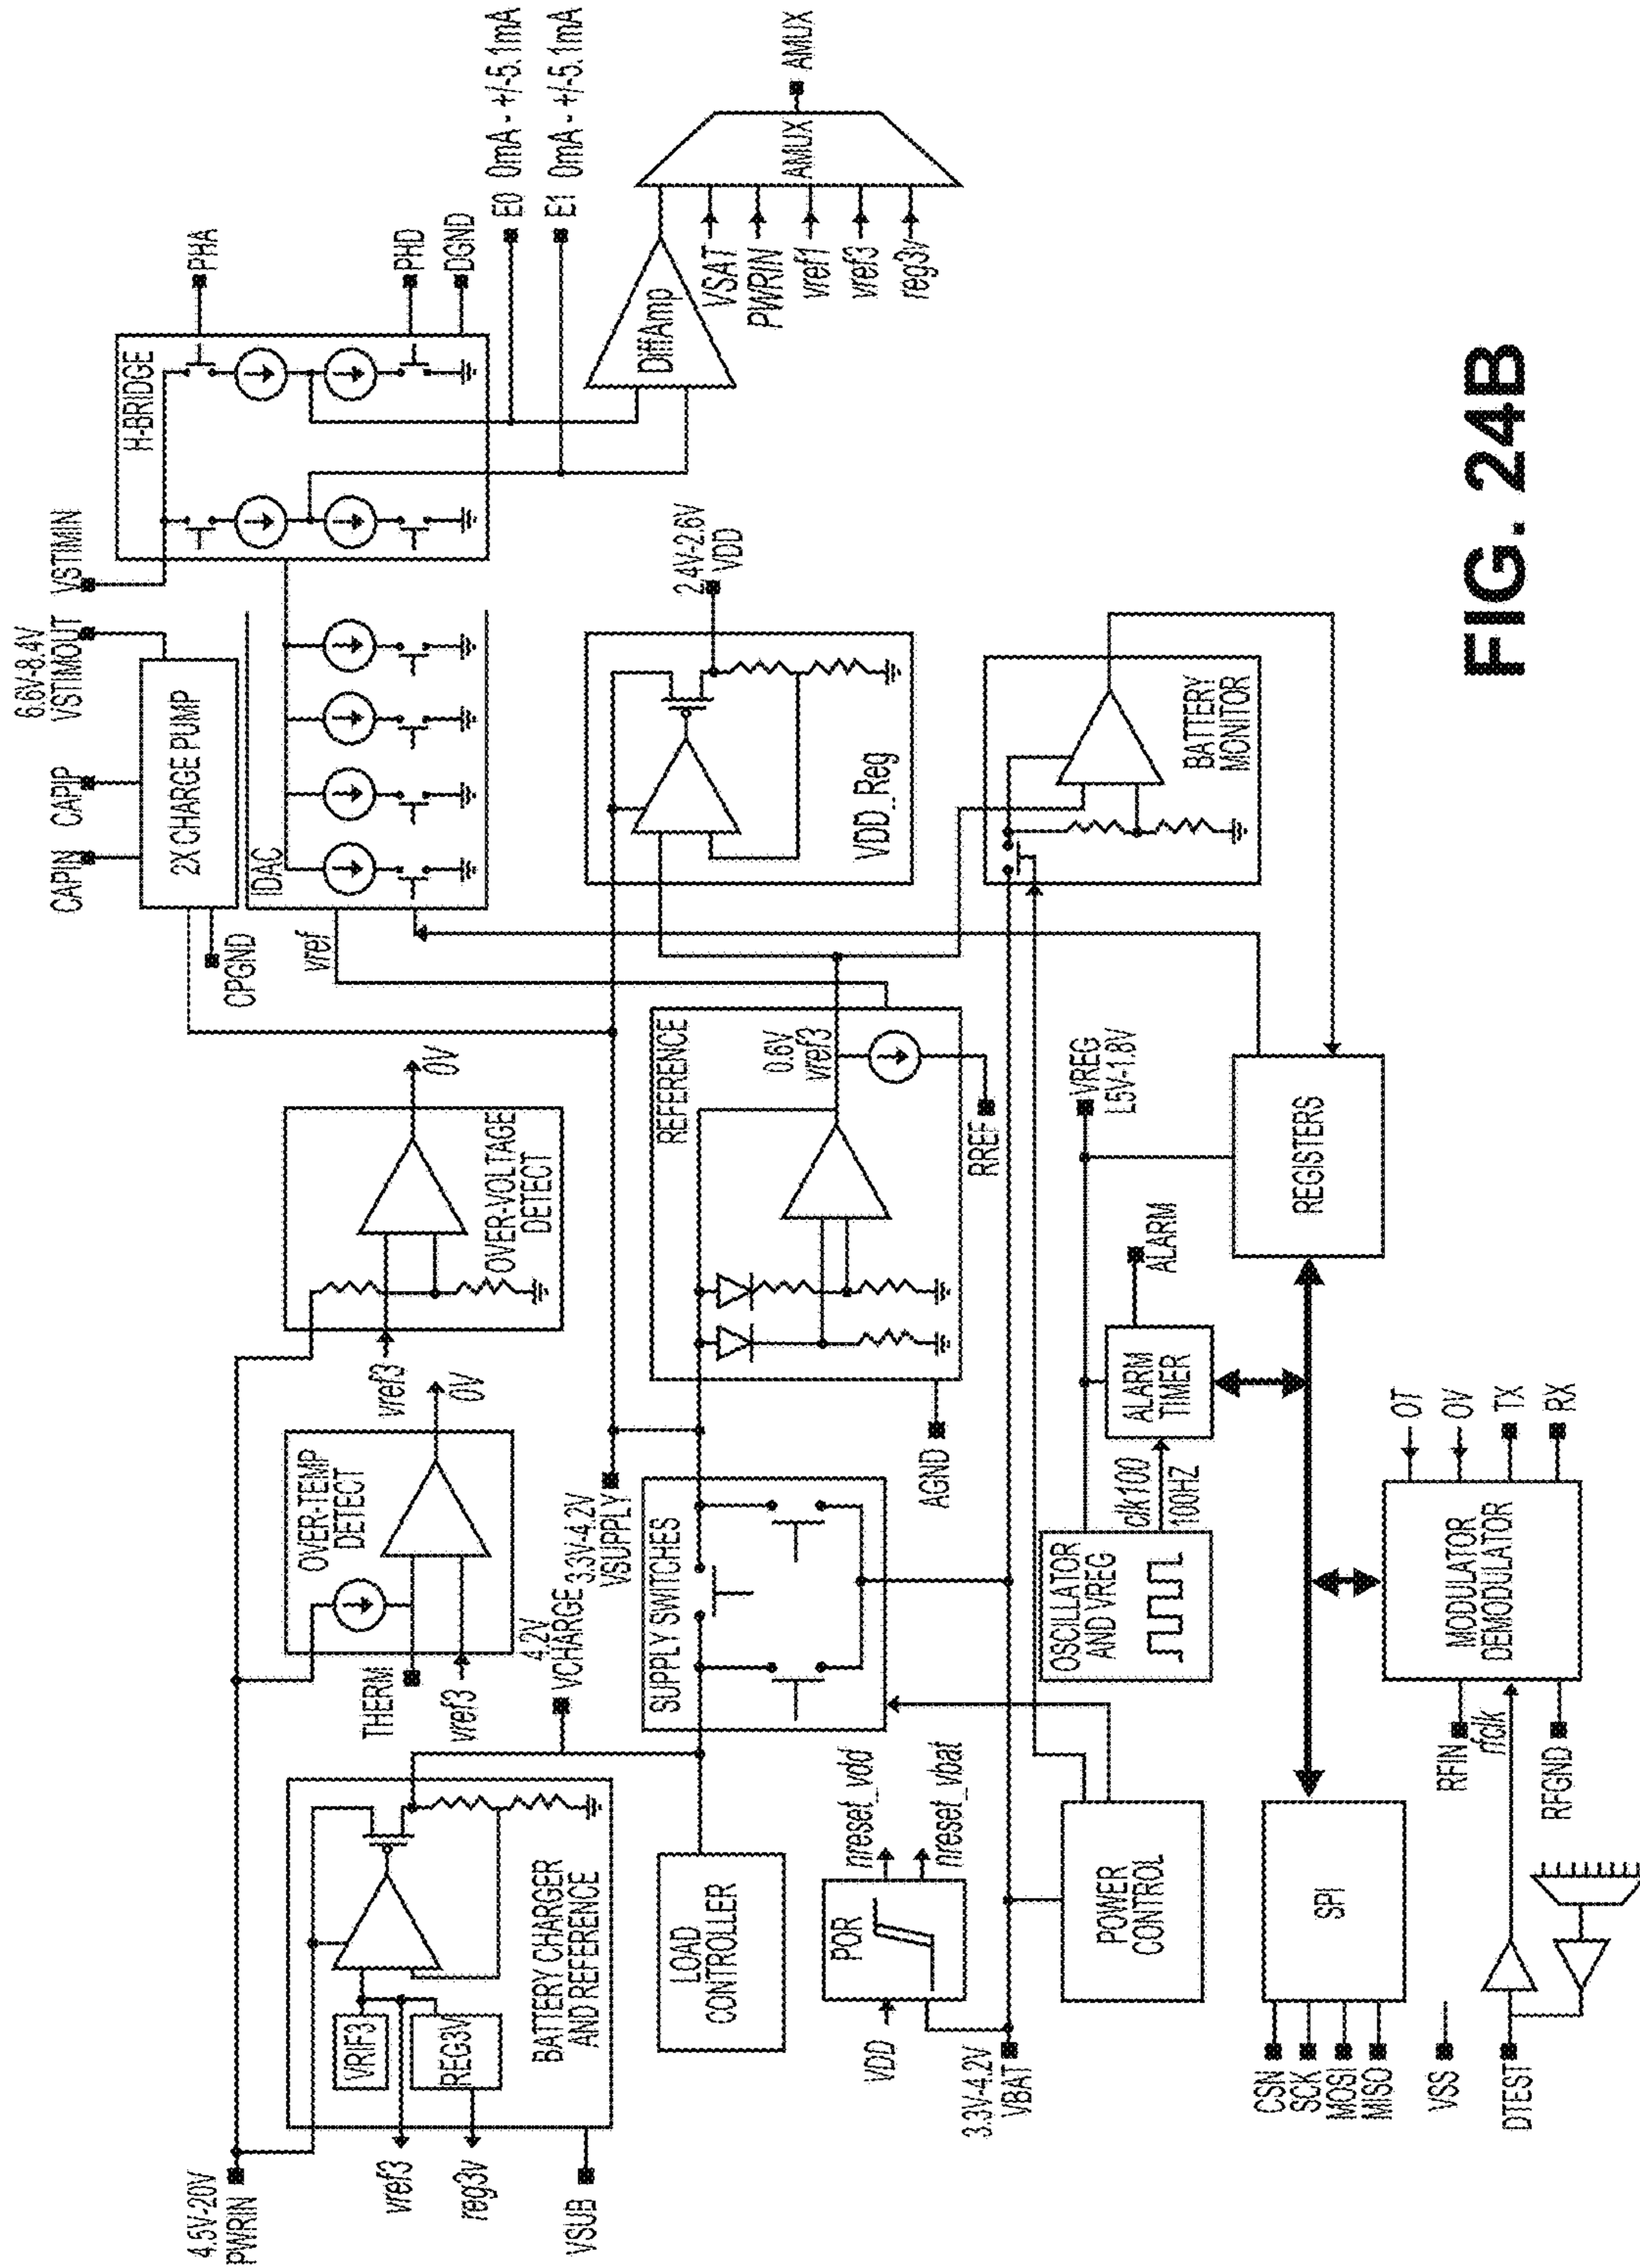 4.5V-20V
PWRIN
vref3
reg3v
VSUB
VRIF3
REG3V
BATTERY CHARGER
AND REFERENCE
THERM
vref3
OVER-TEMP
DETECT
0V
vref3
OVER-VOLTAGE
DETECT
0V
CPGND
CAPIN
CAPIP
6.6V-8.4V
VSTIMOUT
VSTIMIN
2X CHARGE PUMP
IDAC
vref
H-BRIDGE
PHA
PHD
DGND
E0 0mA - +/-5.1mA
E1 0mA - +/-5.1mA
DiffAmp
VSAT
PWRIN
vref1
vref3
reg3v
AMUX
AMUX
4.2V
VCHARGE
3.3V-4.2V
VSUPPLY
LOAD
CONTROLLER
SUPPLY SWITCHES
AGND
REFERENCE
0.6V
vref3
RREF
VDD_Reg
2.4V-2.6V
VDD
VDD
POR
nreset_vdd
nreset_vbat
3.3V-4.2V
VBAT
POWER
CONTROL
BATTERY
MONITOR
OSCILLATOR
AND VREG
clk100
100HZ
ALARM
TIMER
ALARM
VREG
L5V-1.8V
REGISTERS
CSN
SCK
MOSI
MISO
SPI
VSS
DTEST
RFIN
rfclk
RFGND
MODULATOR
DEMODULATOR
OT
OV
TX
RX
FIG. 24B